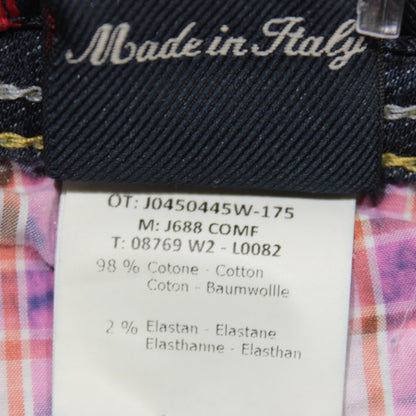 Made in Italy
OT: J0450445W-175
M: J688 COMF
T: 08769 W2 - L0082
98 % Cotone - Cotton
Coton - Baumwollle
2 % Elastan - Elastane
Elasthanne - Elasthan